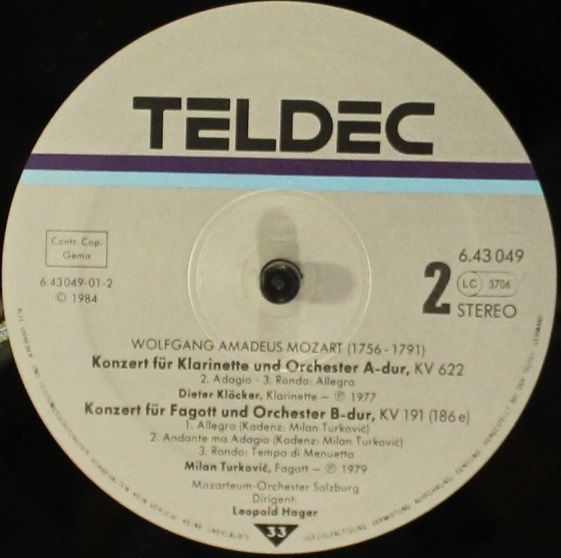 TELDEC
Contr. Cop.
Gema
6.43049-01-2
© 1984
6.43 049
2
LC 3706
STEREO
WOLFGANG AMADEUS MOZART (1756-1791)
Konzert für Klarinette und Orchester A-dur, KV 622
2. Adagio - 3. Rondo: Allegro
Dieter Klöcker, Klarinette – ℗ 1977
Konzert für Fagott und Orchester B-dur, KV 191 (186e)
1. Allegro (Kadenz: Milan Turković)
2. Andante ma Adagio (Kadenz: Milan Turković)
3. Rondo: Tempo di Menuetto
Milan Turković, Fagott – ℗ 1979
Mozarteum-Orchester Salzburg
Dirigent:
Leopold Hager
33